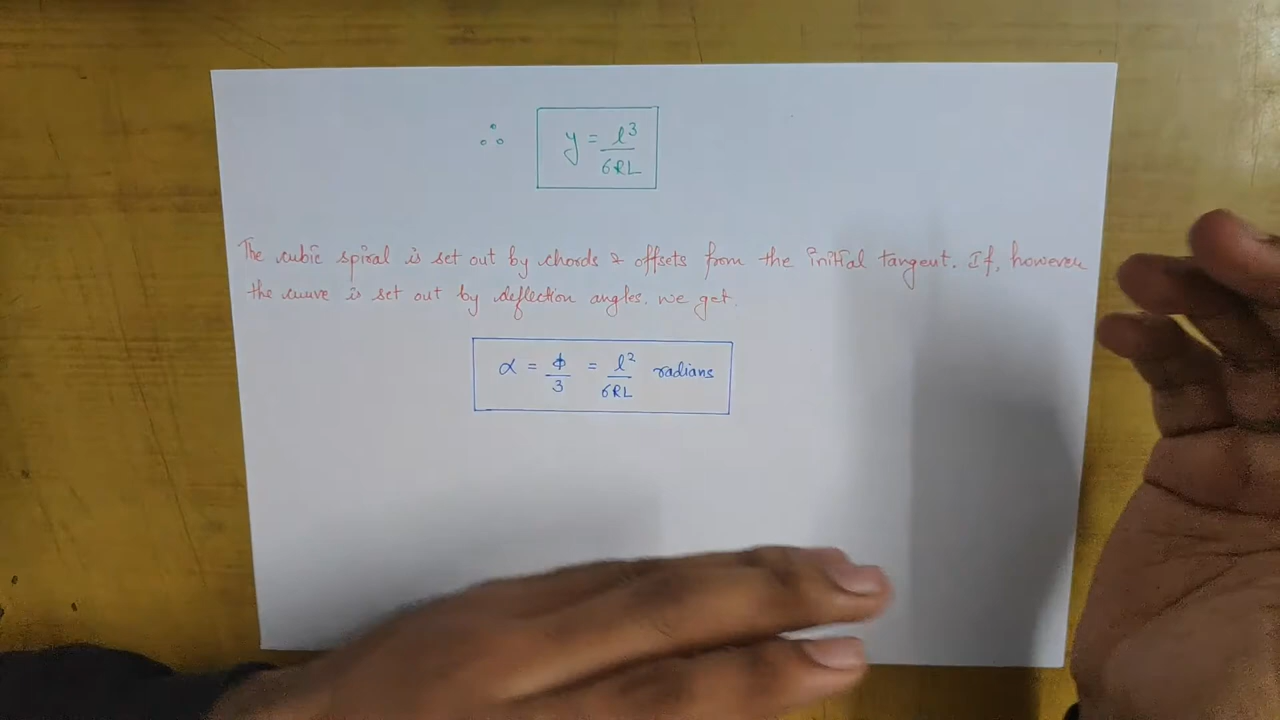 ∴ y = l³/6RL
The cubic spiral is set out by chords & offsets from the initial tangent. If, however
the curve is set out by deflection angles. we get.
α = ϕ/3 = l²/6RL radians